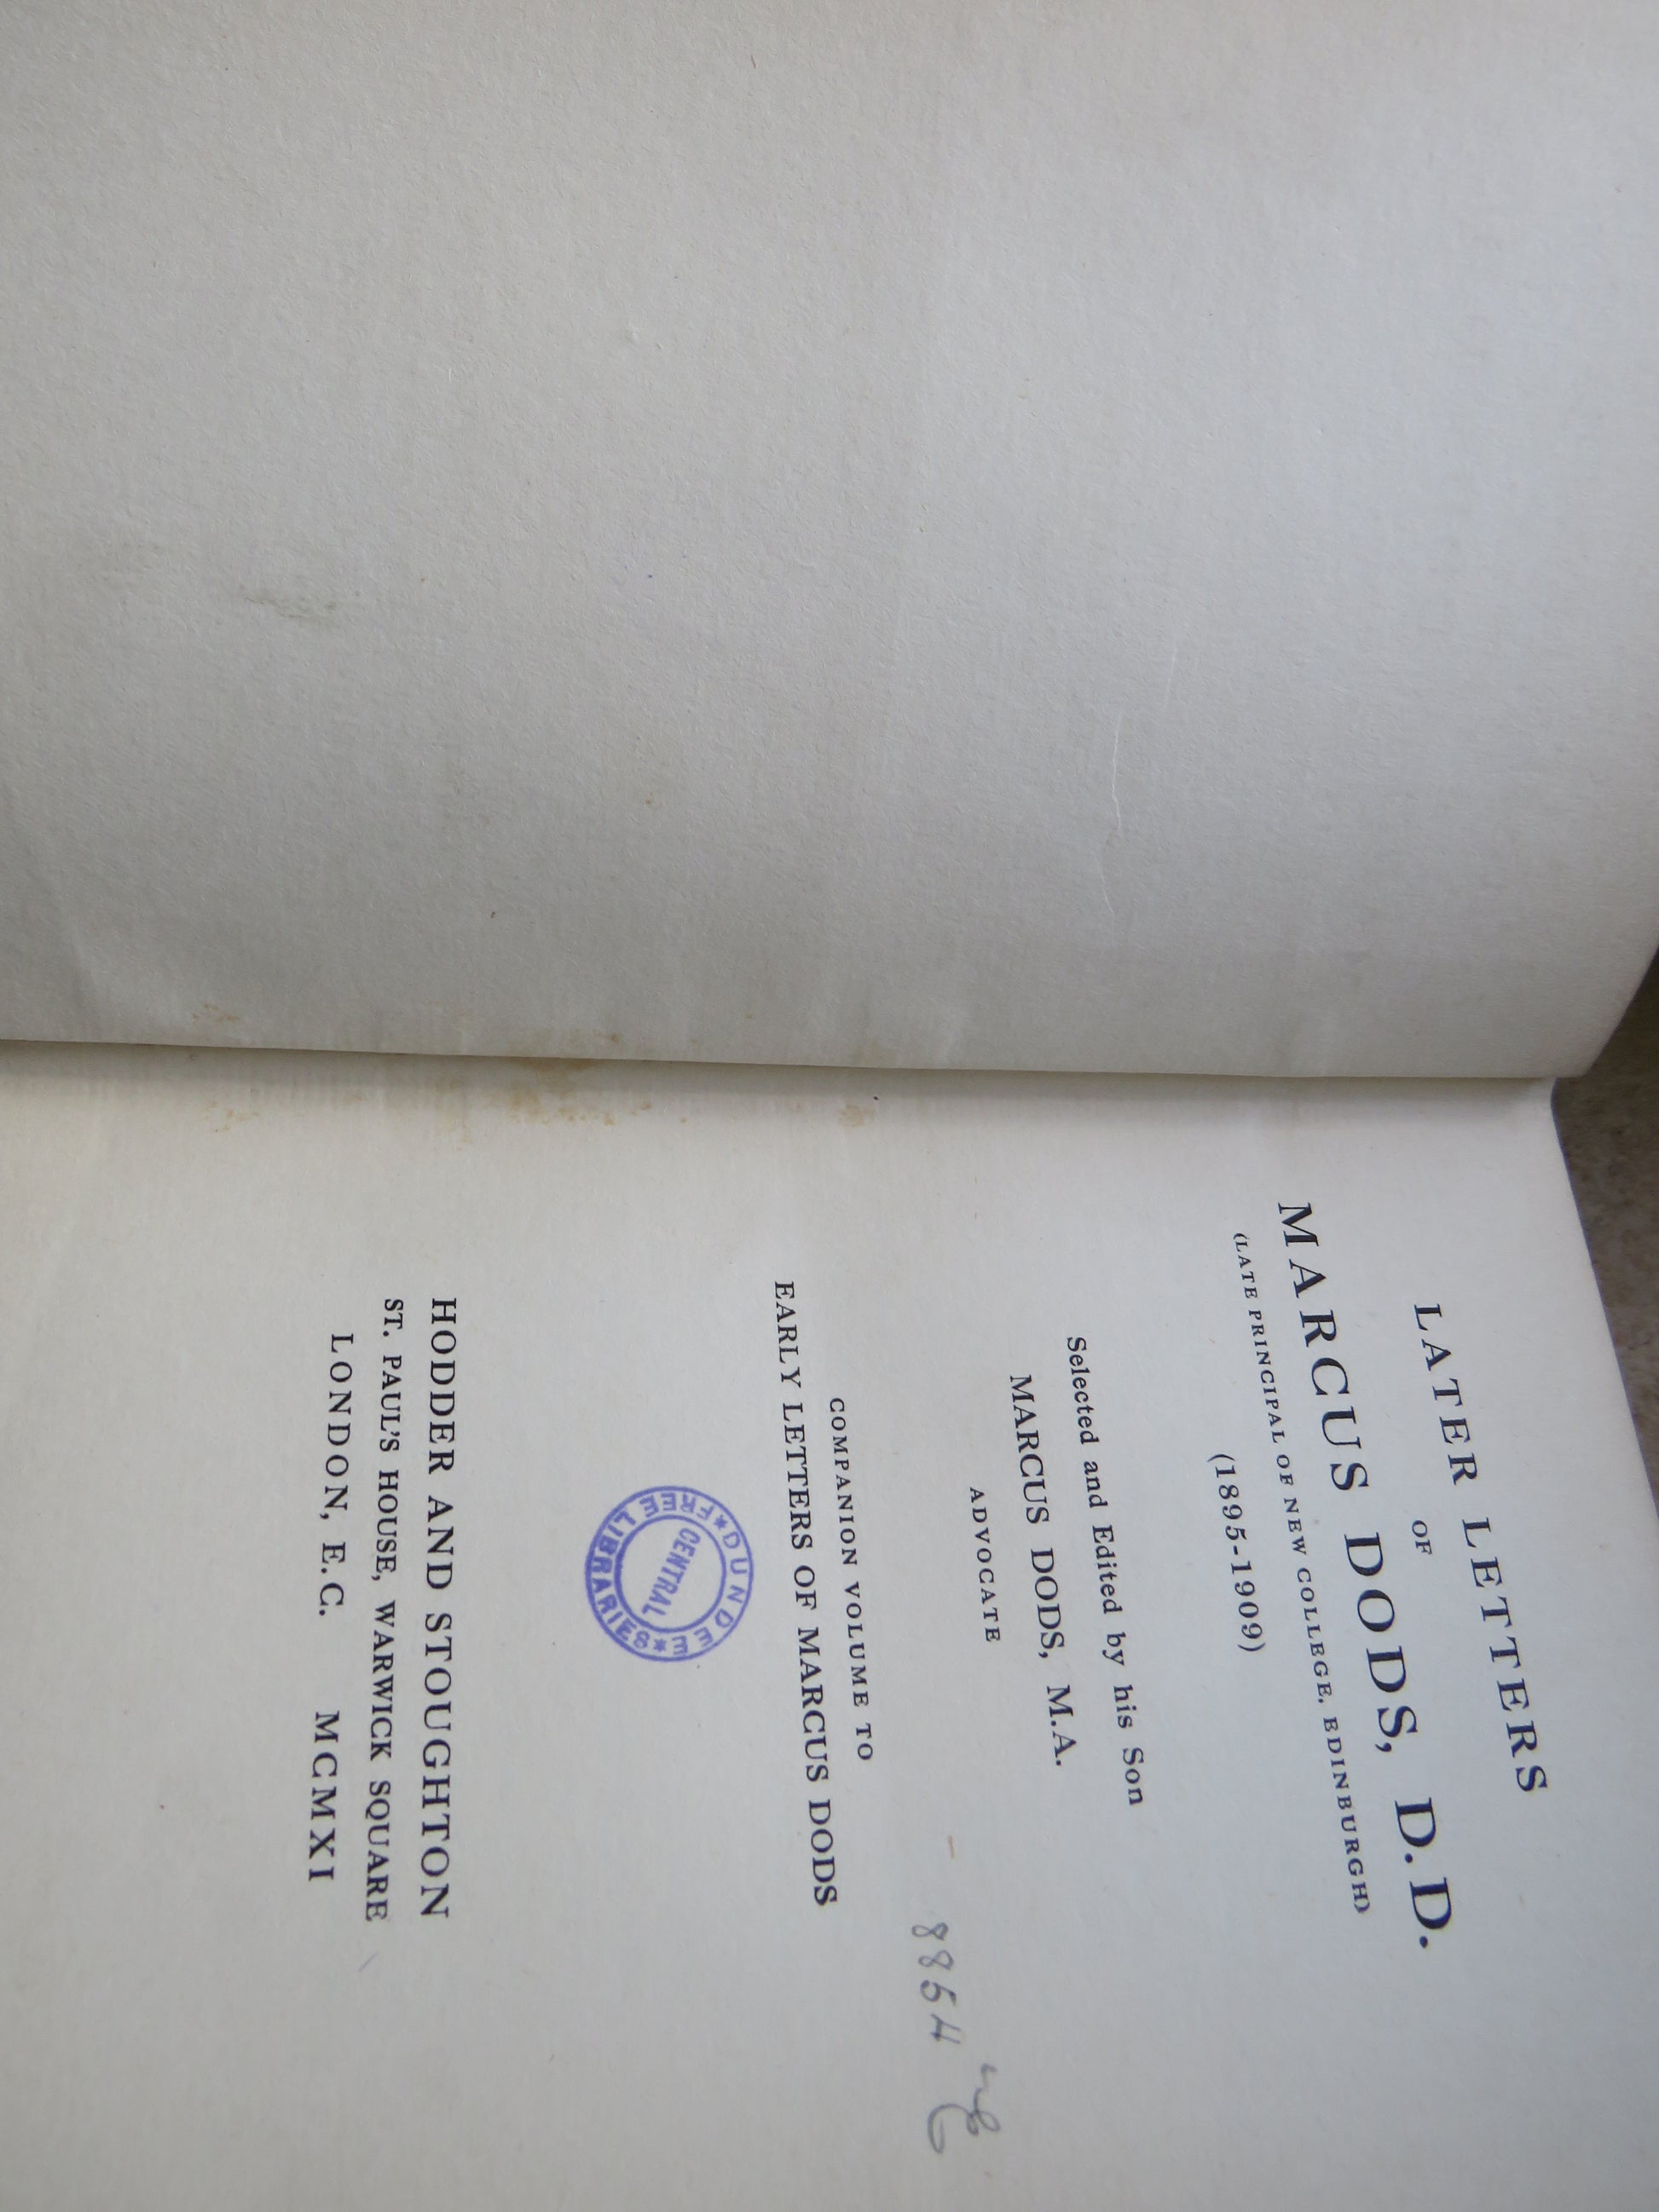 LATER LETTERS
OF
MARCUS DODS, D.D.
(LATE PRINCIPAL OF NEW COLLEGE, EDINBURGH)
(1895-1909)
Selected and Edited by his Son
MARCUS DODS, M.A.
ADVOCATE
8854
COMPANION VOLUME TO
EARLY LETTERS OF MARCUS DODS
DUNDEE * FREE LIBRARIES *
CENTRAL
HODDER AND STOUGHTON
ST. PAUL'S HOUSE, WARWICK SQUARE
LONDON, E.C. MCMXI